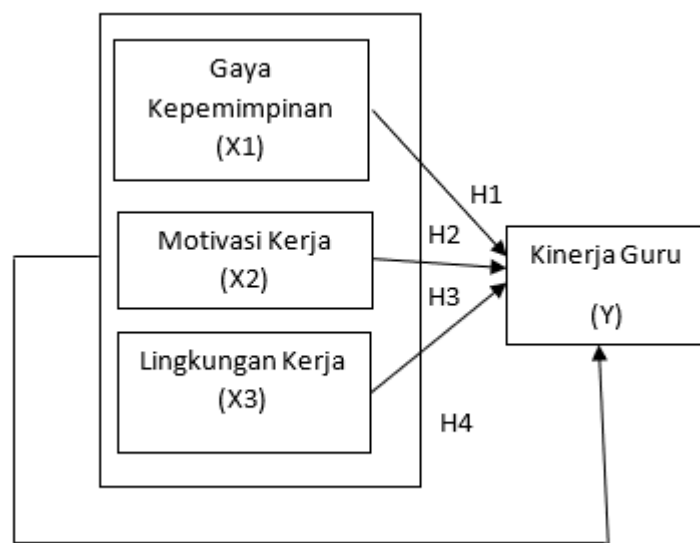 Gaya
Kepemimpinan
(X1)
Motivasi Kerja
(X2)
Lingkungan Kerja
(X3)
H1
H2
H3
H4
Kinerja Guru
(Y)